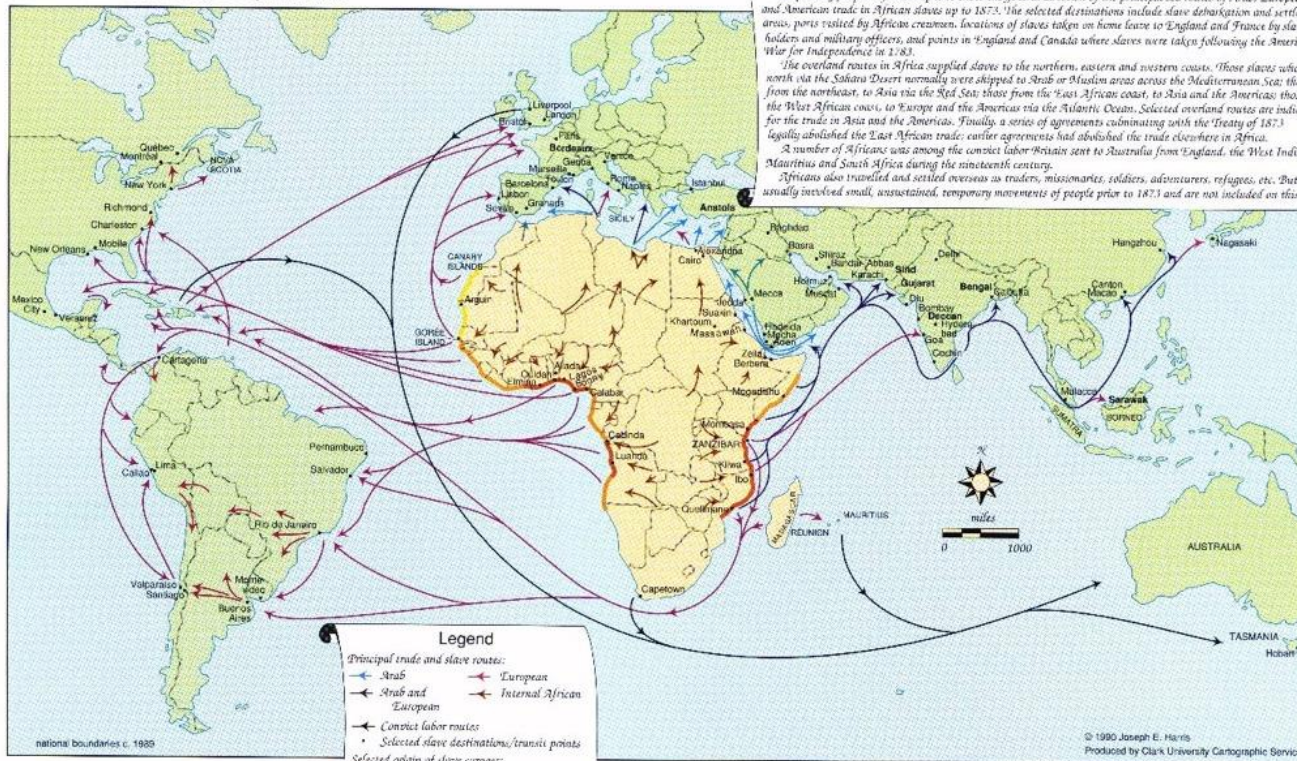 and American trade in African slaves up to 1873. The selected destinations include slave debarkation and
areas, ports visited by African crewmen, locations of slaves taken on home leave to England and France by
holders and military officers, and points in England and Canada where slaves were taken following the
War for Independence in 1783.
The overland routes in Africa supplied slaves to the northern, eastern and western coasts. Those slaves
north via the Sahara Desert normally were shipped to Arab or Muslim areas across the Mediterranean Sea;
from the northeast, to Asia via the Red Sea; those from the East African coast, to Asia and the Americas;
the West African coast, to Europe and the Americas via the Atlantic Ocean. Selected overland routes are
for the trade in Asia and the Americas. Finally, a series of agreements culminating with the Treaty of 1873
legally abolished the East African trade; earlier agreements had abolished the trade elsewhere in Africa.
A number of Africans was among the convict labor Britain sent to Australia from England, the West
Mauritius and South Africa during the nineteenth century.
Africans also travelled and settled overseas as traders, missionaries, soldiers, adventurers, refugees, etc. But
usually involved small, unsustained, temporary movements of people prior to 1873 and are not included on this
Liverpool
London
Bristol
Paris
Bordeaux
Venice
Marseille
Toulon
Rome
Naples
Barcelona
Lisbon
Seville
Granada
SICILY
Istanbul
Anatolia
Québec
Montréal
NOVA
SCOTIA
New York
Richmond
Charleston
Mobile
New Orleans
Mexico
City
Veracruz
Cartagena
CANARY
ISLANDS
Arguin
GORÉE
ISLAND
Alexandria
Cairo
Baghdad
Basra
Shiraz
Bandar Abbas
Hormuz
Muscat
Karachi
Sind
Gujarat
Delhi
Diu
Bombay
Deccan
Hydera
bad
Goa
Cochin
Bengal
Calcutta
Hangzhou
Nagasaki
Canton
Macao
Mecca
Jedda
Suakin
Khartoum
Massawah
Hodeida
Mocha
Aden
Zeila
Berbera
Mogadishu
Ouidah
Allada
Lagos
Bonny
Elmina
Calabar
Cabinda
Luanda
Mombasa
ZANZIBAR
Kilwa
Ibo
Quelimane
MADAGASCAR
RÉUNION
MAURITIUS
Capetown
Malacca
SUMATRA
Sarawak
BORNEO
Pernambuco
Salvador
Lima
Callao
Rio de Janeiro
Valparaiso
Santiago
Monte-
video
Buenos
Aires
N
miles
0 1000
AUSTRALIA
TASMANIA
Hobart
Legend
Principal trade and slave routes:
Arab European
Arab and Internal African
European
Convict labor routes
Selected slave destinations/transit points
national boundaries c. 1989
© 1990 Joseph E. Harris
Produced by Clark University Cartographic